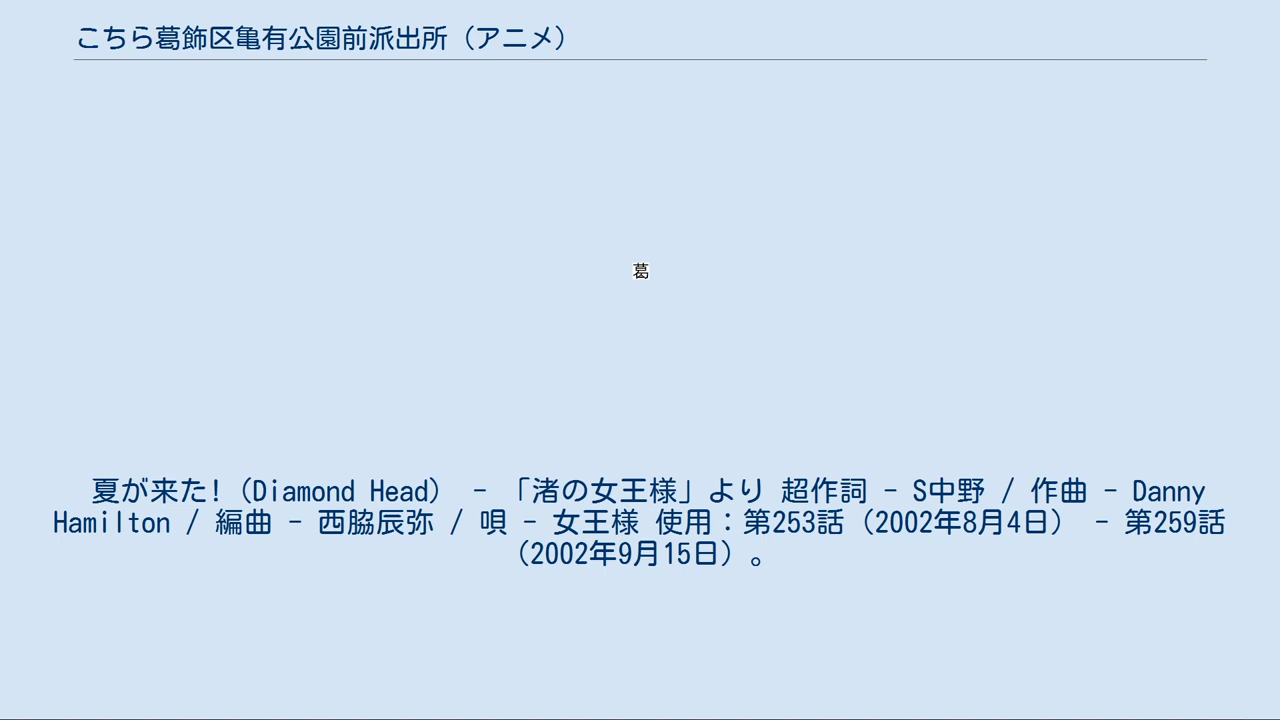 こちら葛飾区亀有公園前派出所（アニメ）
葛
夏が来た!（Diamond Head） - 「渚の女王様」より 超作詞 - S中野 / 作曲 - Danny
Hamilton / 編曲 - 西脇辰弥 / 唄 - 女王様 使用：第253話（2002年8月4日） - 第259話
（2002年9月15日）。